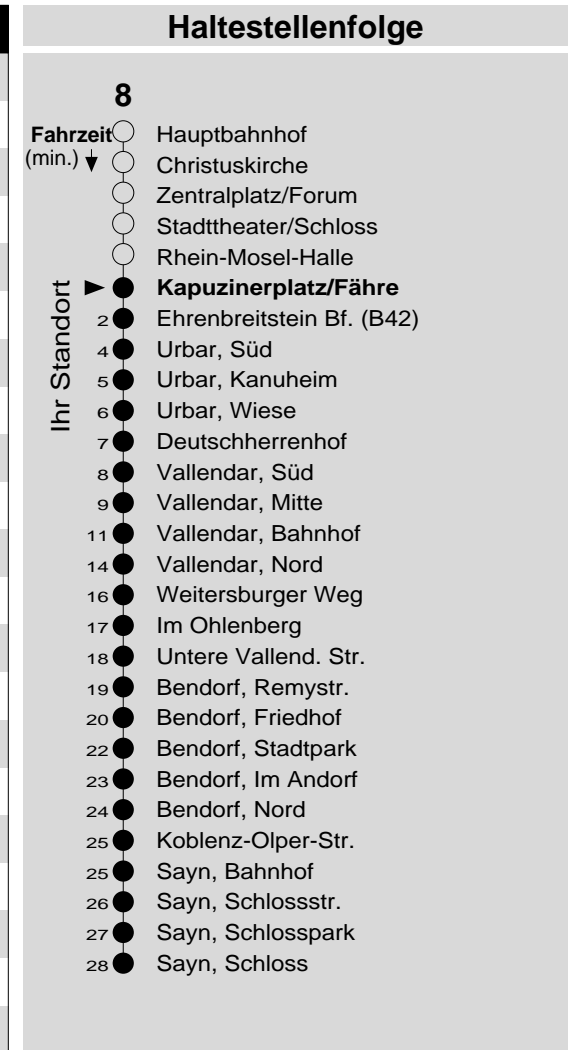 Haltestellenfolge
8
Fahrzeit Hauptbahnhof
(min.) Christuskirche
Zentralplatz/Forum
Stadttheater/Schloss
Rhein-Mosel-Halle
Ihr Standort
Kapuzinerplatz/Fähre
2 Ehrenbreitstein Bf. (B42)
4 Urbar, Süd
5 Urbar, Kanuheim
6 Urbar, Wiese
7 Deutschherrenhof
8 Vallendar, Süd
9 Vallendar, Mitte
11 Vallendar, Bahnhof
14 Vallendar, Nord
16 Weitersburger Weg
17 Im Ohlenberg
18 Untere Vallend. Str.
19 Bendorf, Remystr.
20 Bendorf, Friedhof
22 Bendorf, Stadtpark
23 Bendorf, Im Andorf
24 Bendorf, Nord
25 Koblenz-Olper-Str.
25 Sayn, Bahnhof
26 Sayn, Schlossstr.
27 Sayn, Schlosspark
28 Sayn, Schloss